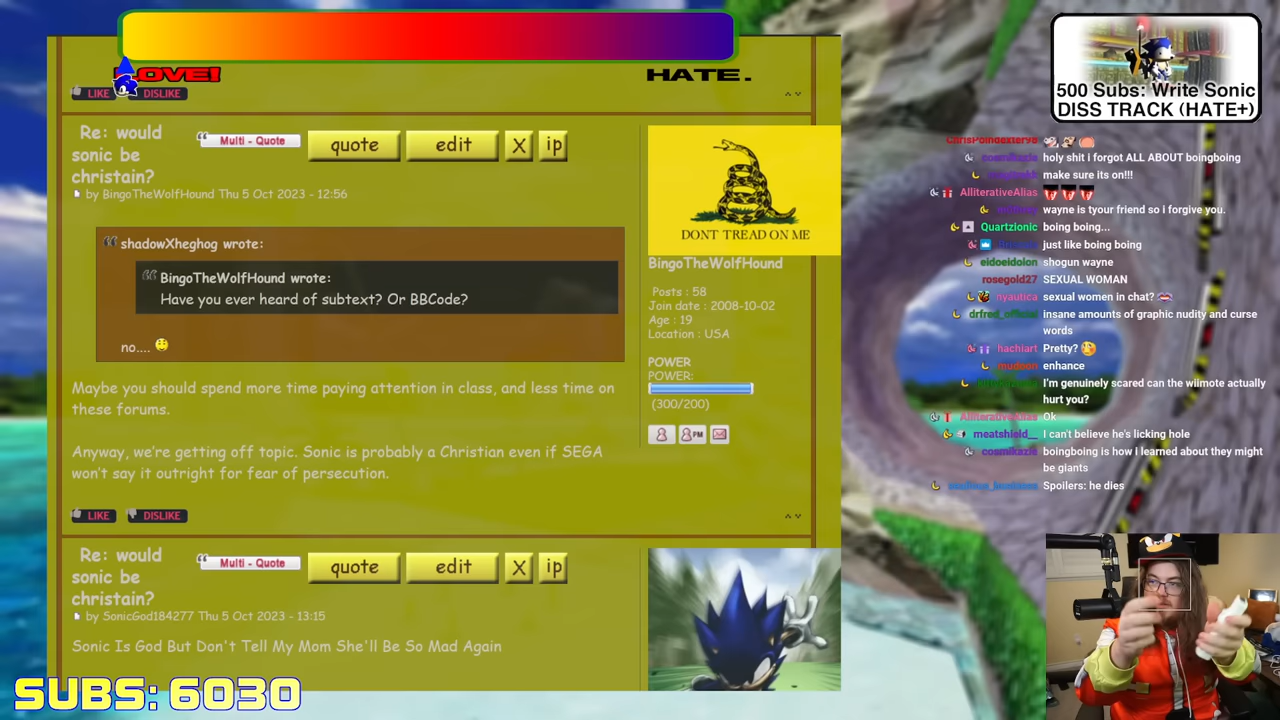 LOVE!
HATE.
LIKE
DISLIKE
Re: would
sonic be
christain?
Multi - Quote
quote
edit
X
ip
by BingoTheWolfHound Thu 5 Oct 2023 - 12:56
shadowXheghog wrote:
BingoTheWolfHound wrote:
Have you ever heard of subtext? Or BBCode?
no....
Maybe you should spend more time paying attention in class, and less time on
these forums.
Anyway, we're getting off topic. Sonic is probably a Christian even if SEGA
won't say it outright for fear of persecution.
LIKE
DISLIKE
DONT TREAD ON ME
BingoTheWolfHound
Posts : 58
Join date : 2008-10-02
Age : 19
Location : USA
POWER
POWER:
(300/200)
PM
Re: would
sonic be
christain?
Multi - Quote
quote
edit
X
ip
by SonicGod184277 Thu 5 Oct 2023 - 13:15
Sonic Is God But Don't Tell My Mom She'll Be So Mad Again
SUBS: 6030
500 Subs: Write Sonic
DISS TRACK (HATE+)
holy shit i forgot ALL ABOUT boingboing
make sure its on!!!
AlliterativeAlias
wayne is tyour friend so i forgive you.
Quartzionic boing boing...
just like boing boing
eidoeidolon shogun wayne
rosegold27 SEXUAL WOMAN
nyautica sexual women in chat?
drfred_official insane amounts of graphic nudity and curse
words
hachiart Pretty?
mudoon enhance
I'm genuinely scared can the wiimote actually
hurt you?
AlliterativeAlias Ok
meatshield__ I can't believe he's licking hole
cosmikazie boingboing is how i learned about they might
be giants
Spoilers: he dies